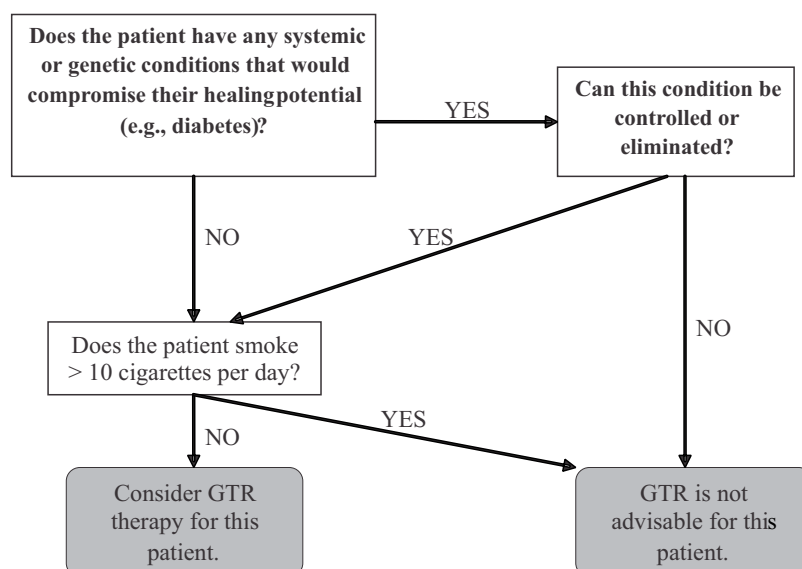 Does the patient have any systemic
or genetic conditions that would
compromise their healing potential
(e.g., diabetes)?
YES
Can this condition be
controlled or
eliminated?
NO
YES
NO
Does the patient smoke
> 10 cigarettes per day?
YES
NO
Consider GTR
therapy for this
patient.
GTR is not
advisable for this
patient.